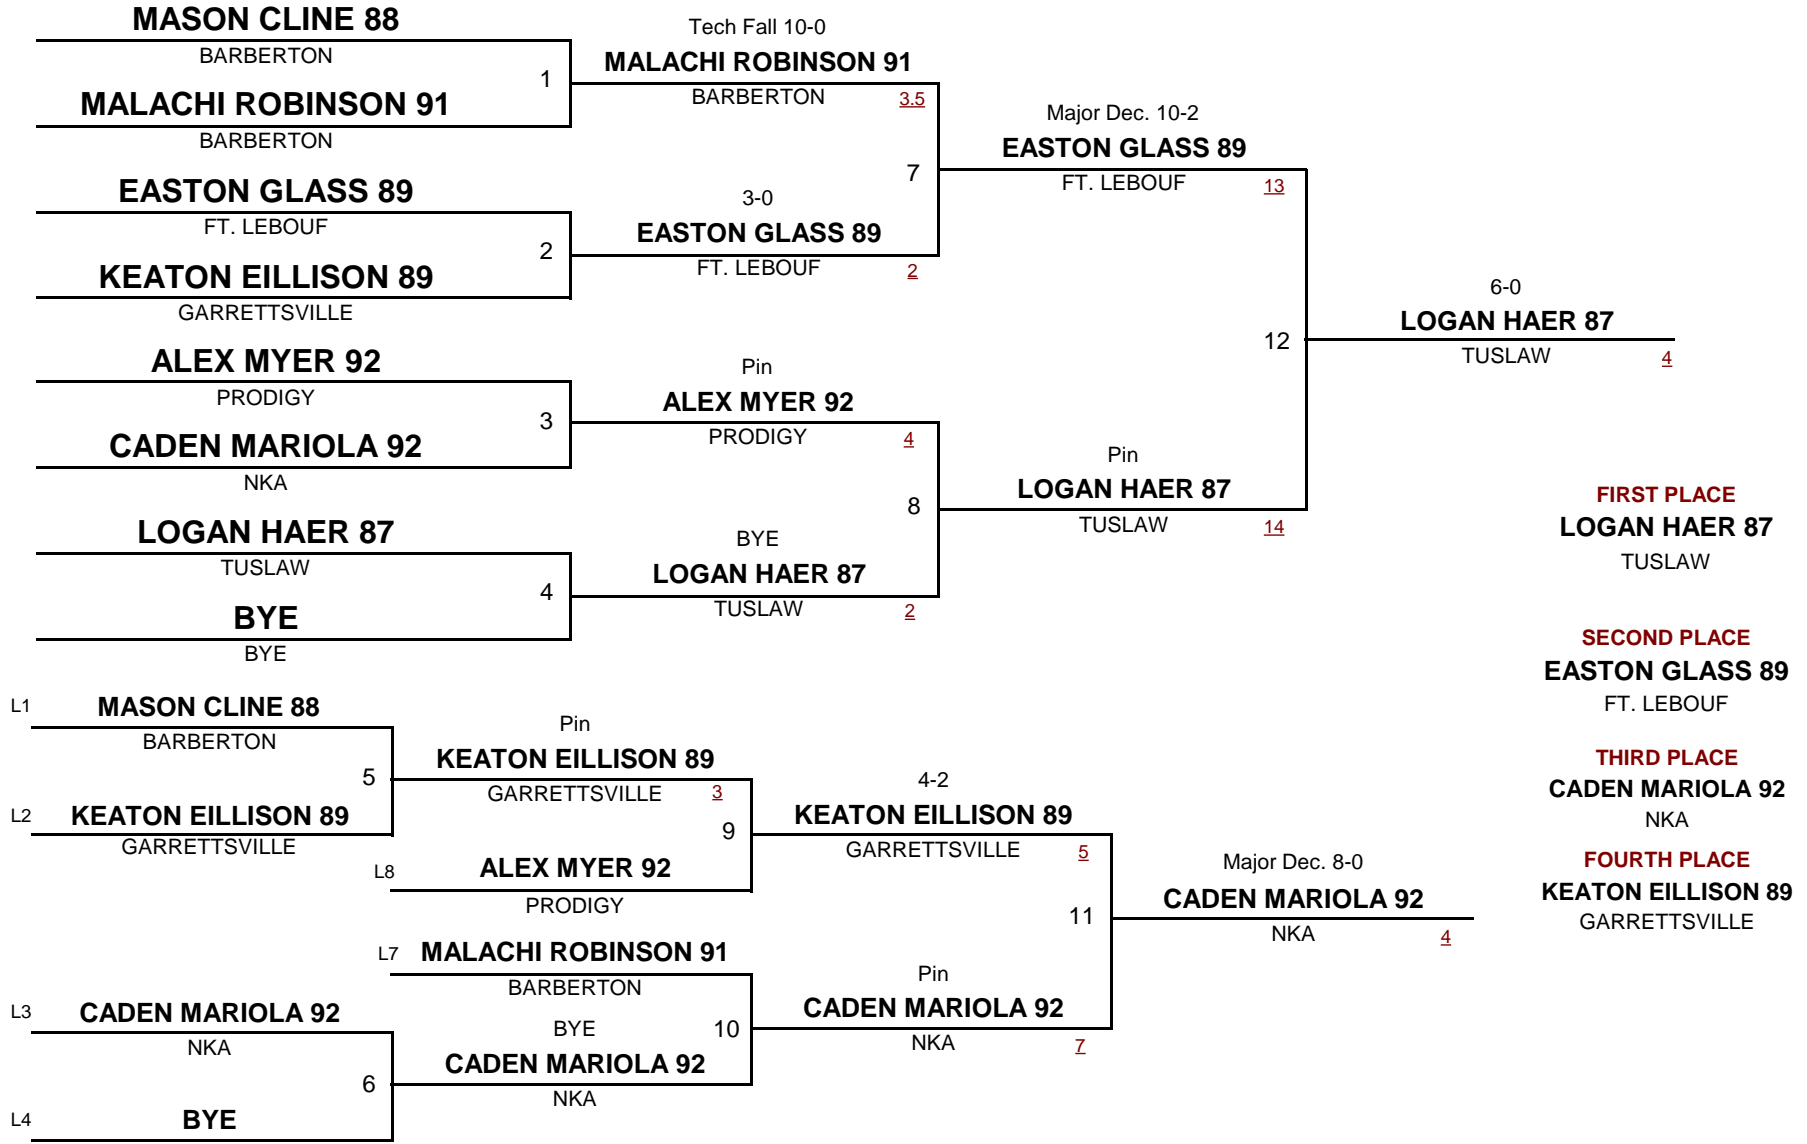 MASON CLINE 88
BARBERTON
1
MALACHI ROBINSON 91
BARBERTON
Tech Fall 10-0
MALACHI ROBINSON 91
BARBERTON
3.5
EASTON GLASS 89
FT. LEBOUF
2
KEATON EILLISON 89
GARRETTSVILLE
3-0
EASTON GLASS 89
FT. LEBOUF
2
7
Major Dec. 10-2
EASTON GLASS 89
FT. LEBOUF
13
ALEX MYER 92
PRODIGY
3
CADEN MARIOLA 92
NKA
Pin
ALEX MYER 92
PRODIGY
4
LOGAN HAER 87
TUSLAW
4
BYE
BYE
BYE
LOGAN HAER 87
TUSLAW
2
8
Pin
LOGAN HAER 87
TUSLAW
14
12
6-0
LOGAN HAER 87
TUSLAW
4
FIRST PLACE
LOGAN HAER 87
TUSLAW
SECOND PLACE
EASTON GLASS 89
FT. LEBOUF
THIRD PLACE
CADEN MARIOLA 92
NKA
FOURTH PLACE
KEATON EILLISON 89
GARRETTSVILLE
L1
MASON CLINE 88
BARBERTON
5
L2
KEATON EILLISON 89
GARRETTSVILLE
Pin
KEATON EILLISON 89
GARRETTSVILLE
3
9
L8
ALEX MYER 92
PRODIGY
4-2
KEATON EILLISON 89
GARRETTSVILLE
5
L7
MALACHI ROBINSON 91
BARBERTON
L3
CADEN MARIOLA 92
NKA
6
L4
BYE
BYE
CADEN MARIOLA 92
NKA
10
Pin
CADEN MARIOLA 92
NKA
7
11
Major Dec. 8-0
CADEN MARIOLA 92
NKA
4